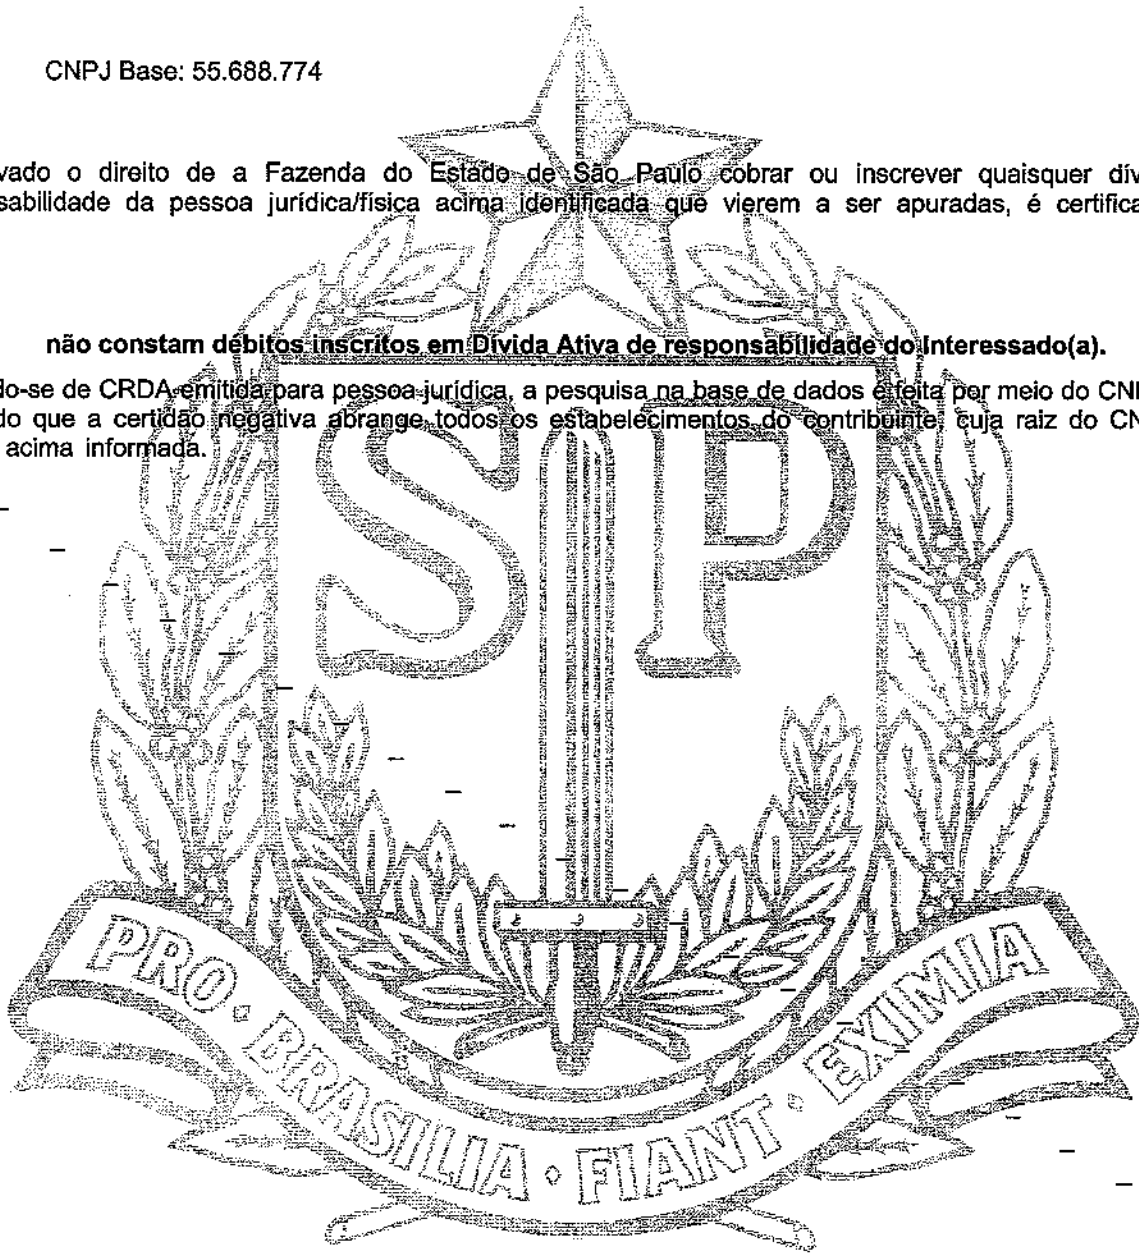 CNPJ Base: 55.688.774
vado o direito de a Fazenda do Estado de São Paulo cobrar ou inscrever quaisquer dív
sabilidade da pessoa jurídica/física acima identificada que vierem a ser apuradas, é certifica
não constam débitos inscritos em Dívida Ativa de responsabilidade do Interessado(a).
do-se de CRDA emitida para pessoa jurídica, a pesquisa na base de dados é feita por meio do CN
do que a certidão negativa abrange todos os estabelecimentos do contribuinte, cuja raiz do CN
acima informada.
SP
PRO · BRASILIA · FIANT · EXIMIA